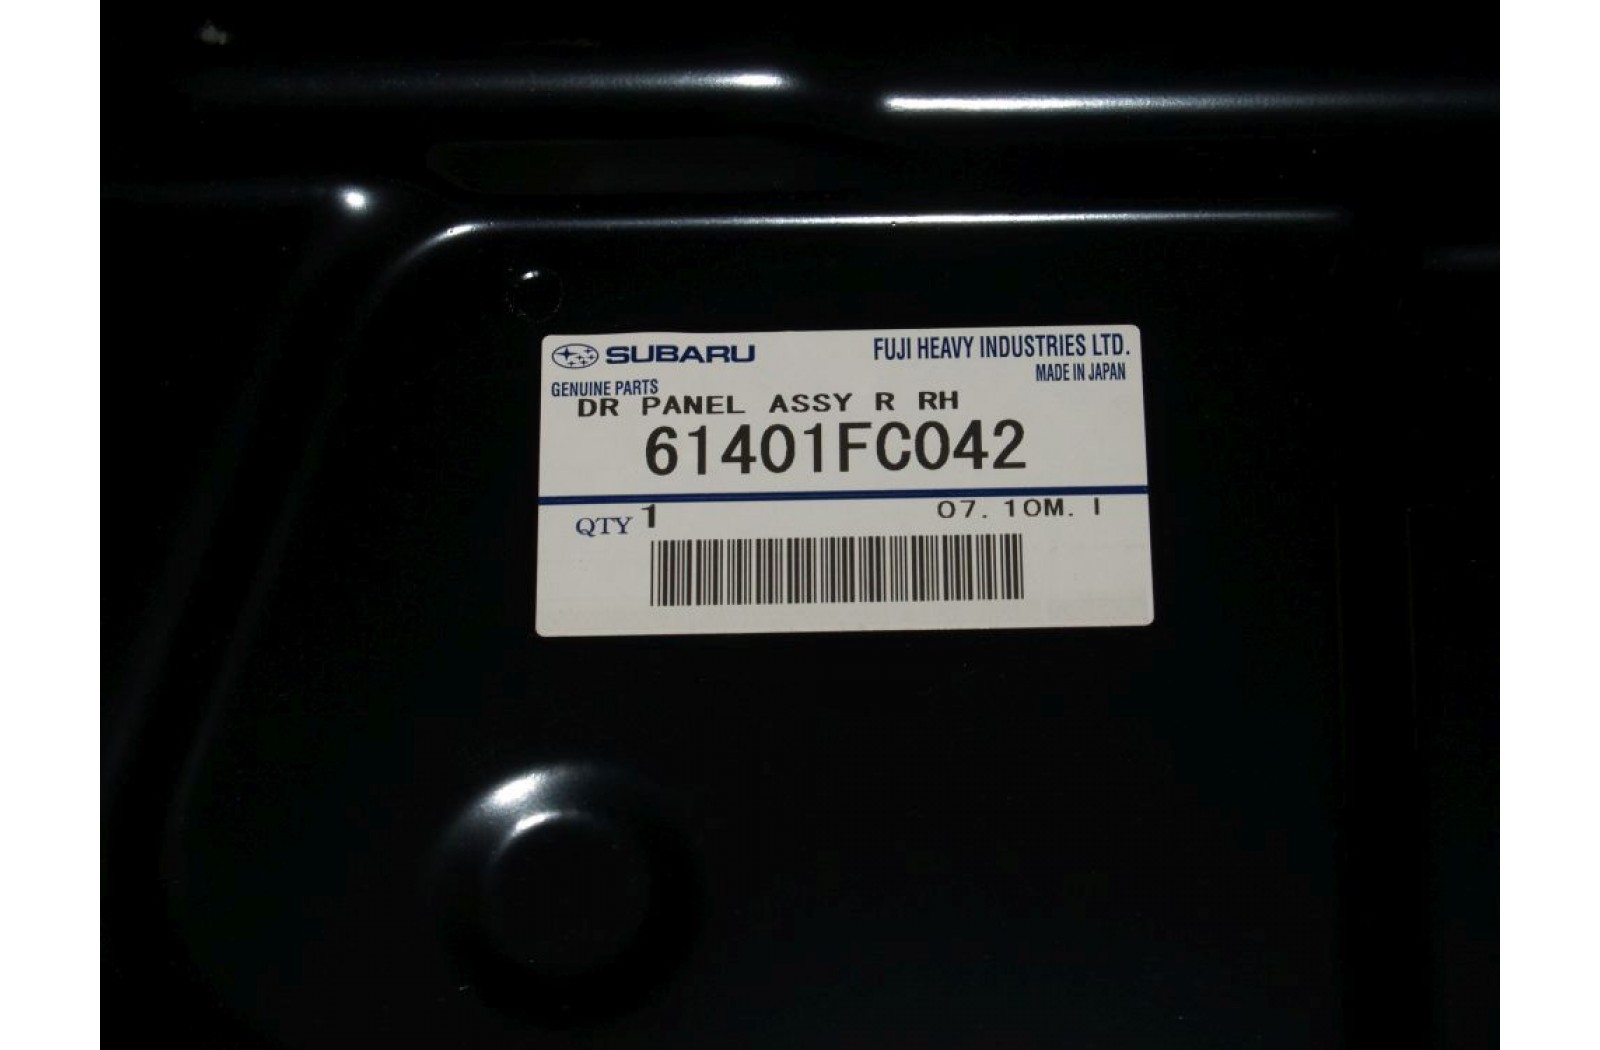 SUBARU FUJI HEAVY INDUSTRIES LTD.
MADE IN JAPAN
GENUINE PARTS
DR PANEL ASSY R RH
61401FC042
QTY 1 07. 10M. I